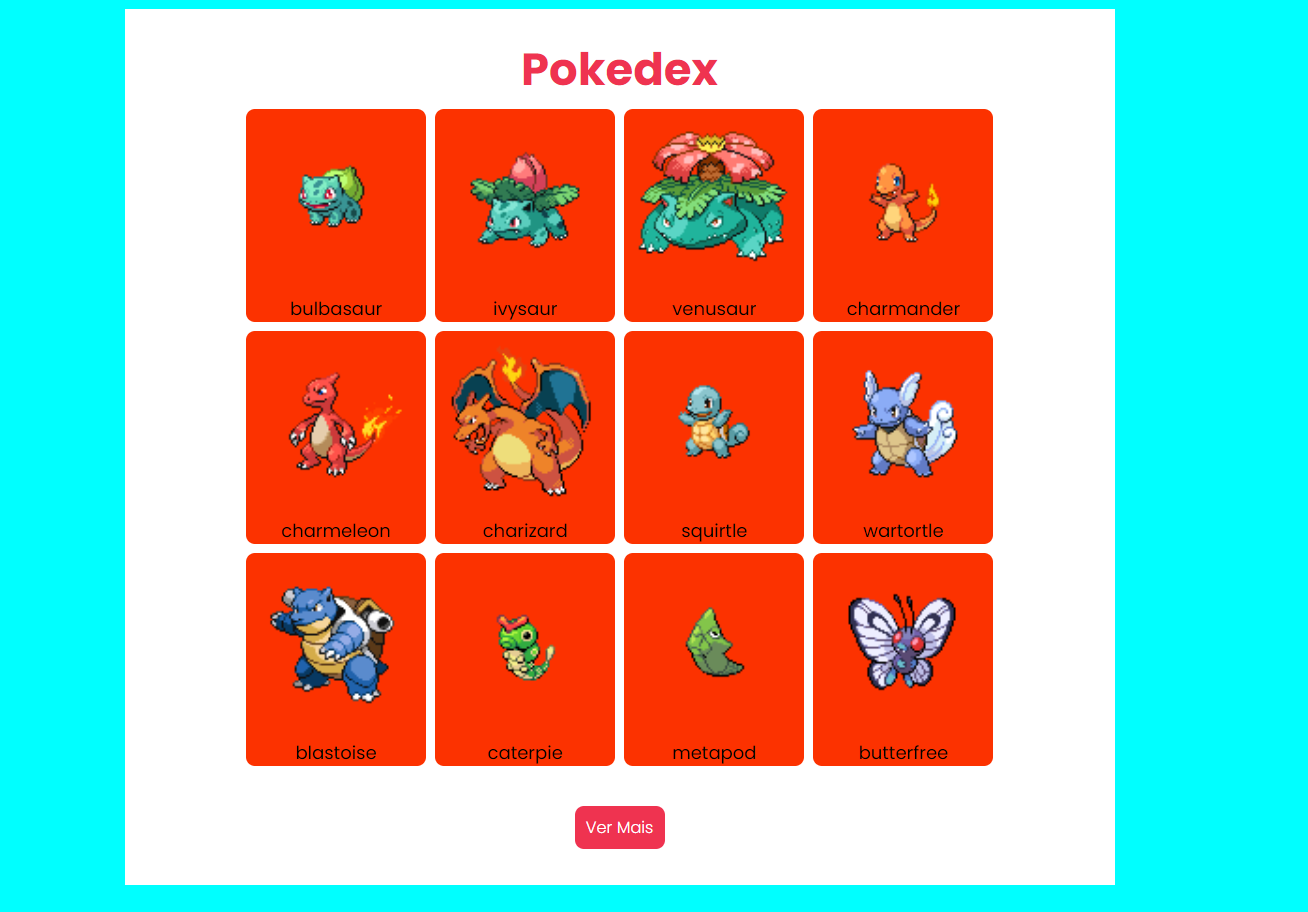 Pokedex
bulbasaur
ivysaur
venusaur
charmander
charmeleon
charizard
squirtle
wartortle
blastoise
caterpie
metapod
butterfree
Ver Mais